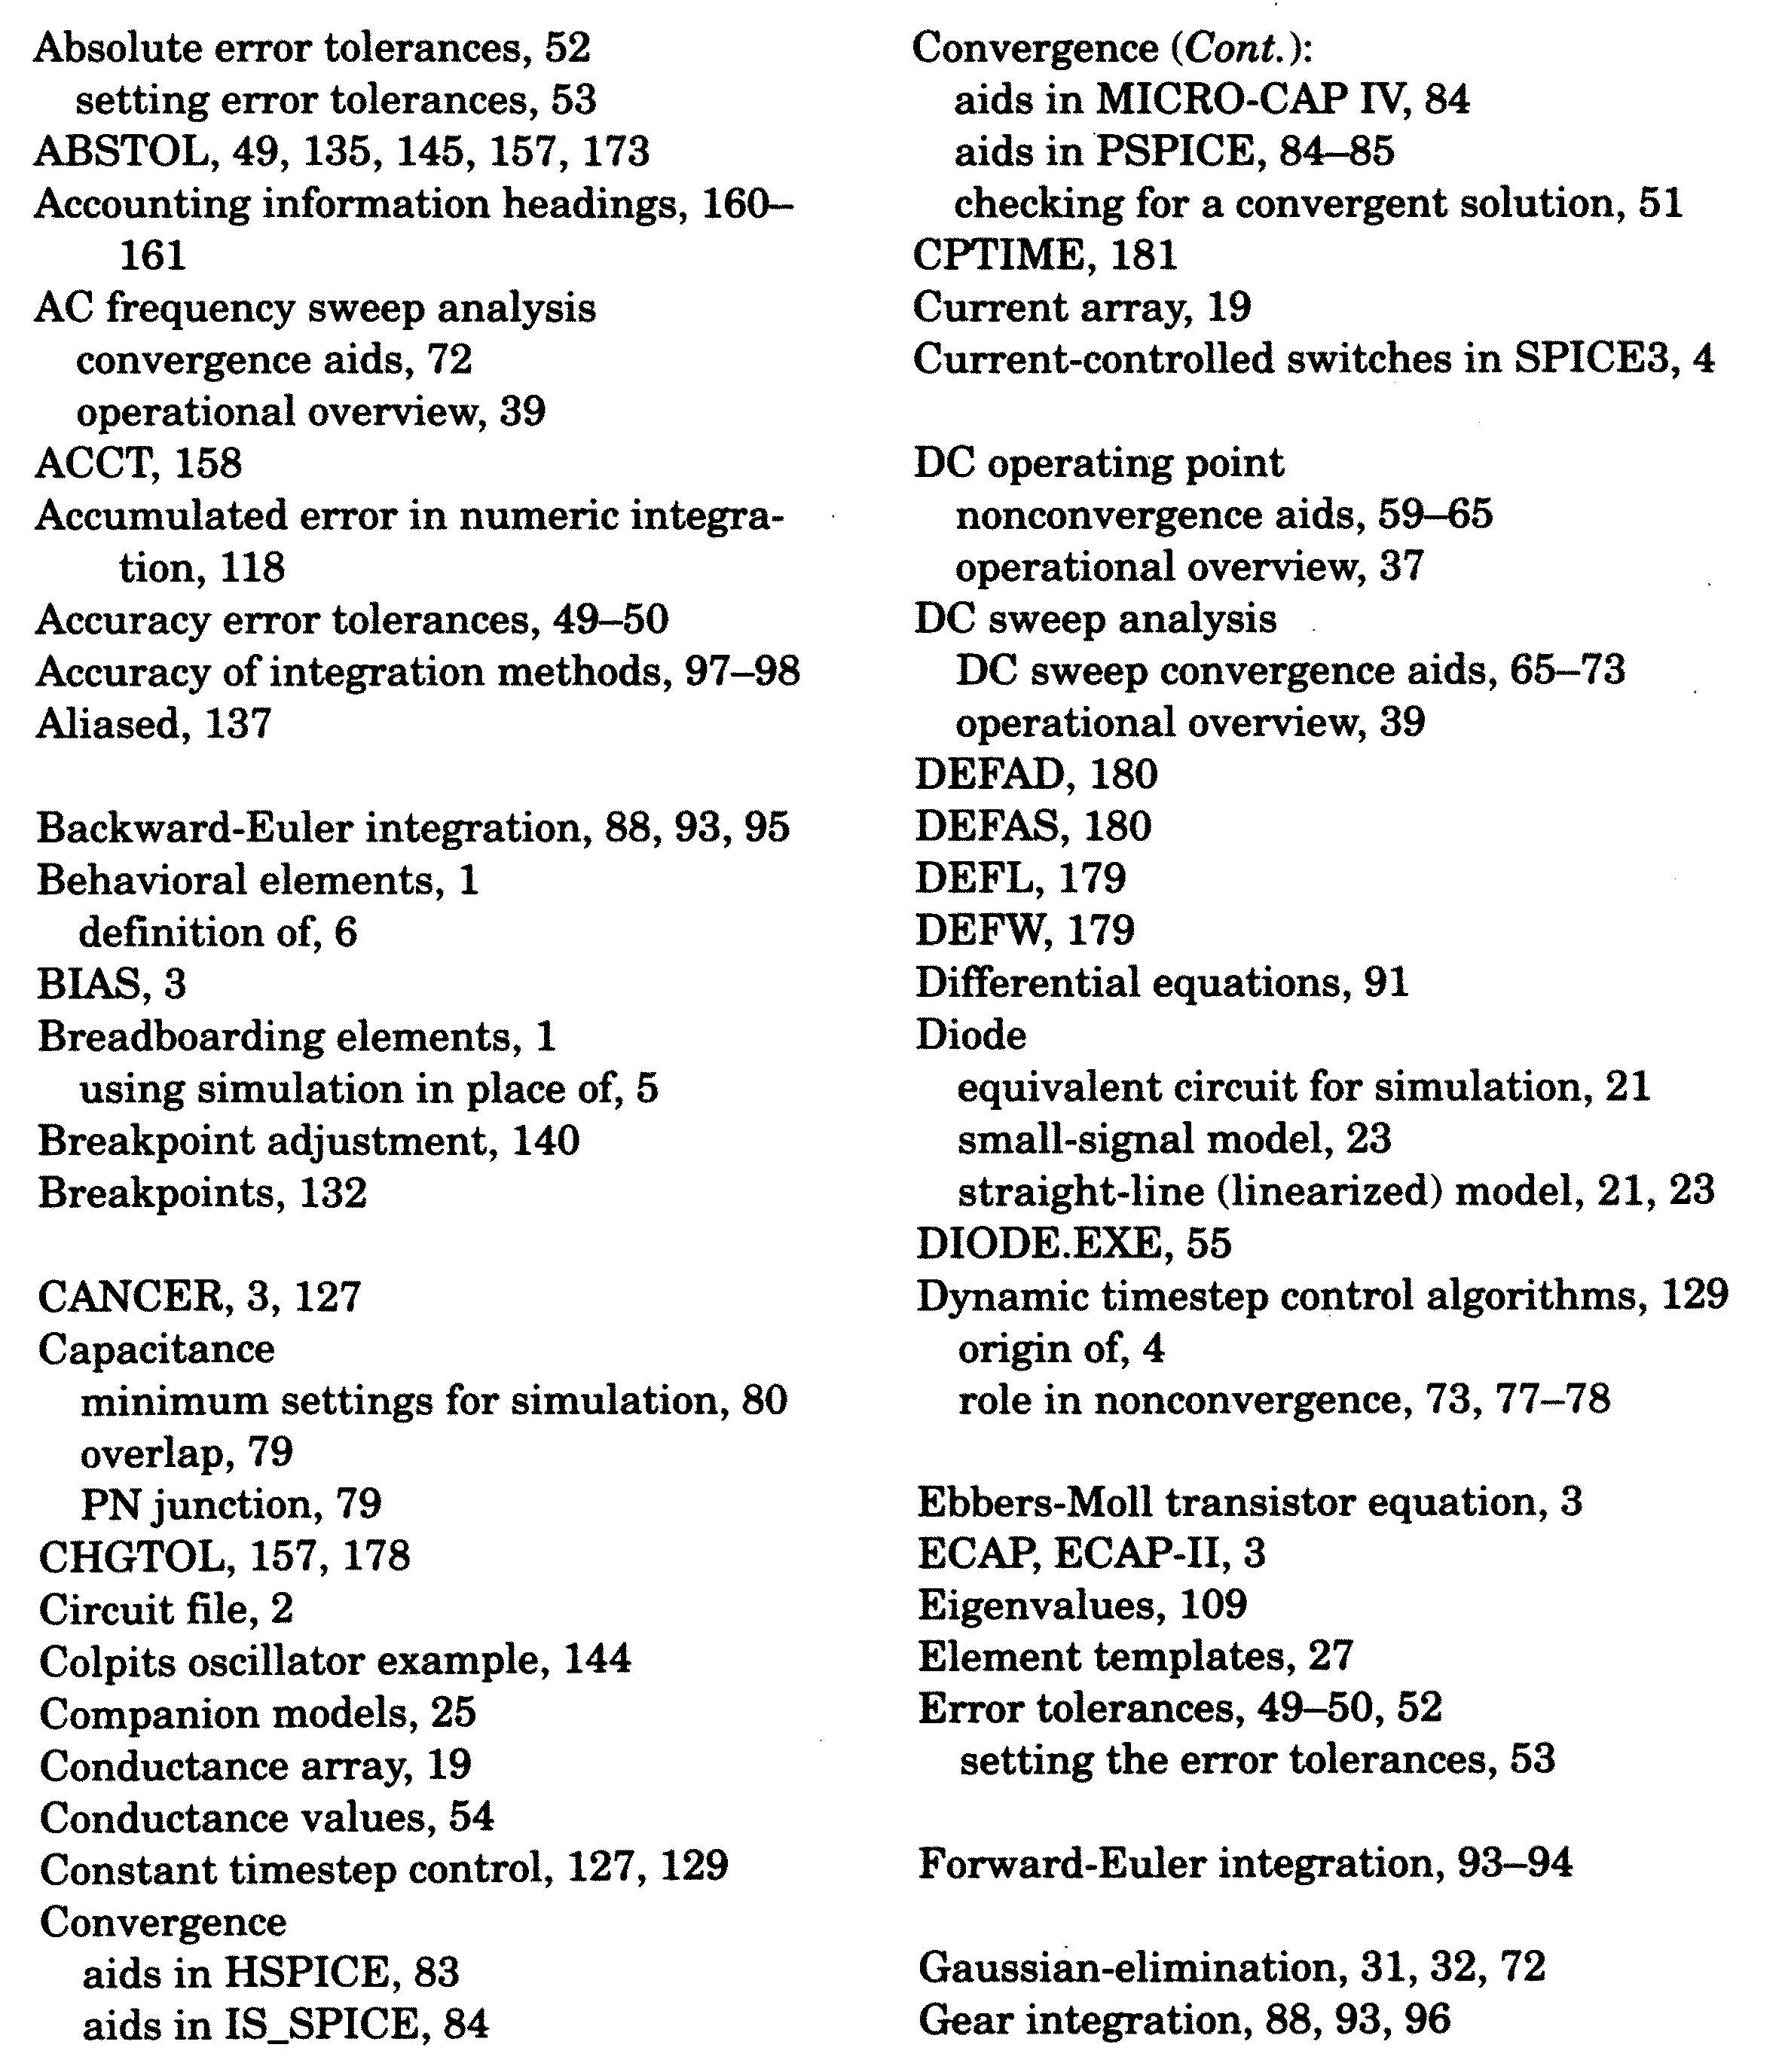 Absolute error tolerances, 52
setting error tolerances, 53
ABSTOL, 49, 135, 145, 157, 173
Accounting information headings, 160–
161
AC frequency sweep analysis
convergence aids, 72
operational overview, 39
ACCT, 158
Accumulated error in numeric integra-
tion, 118
Accuracy error tolerances, 49–50
Accuracy of integration methods, 97–98
Aliased, 137
Backward-Euler integration, 88, 93, 95
Behavioral elements, 1
definition of, 6
BIAS, 3
Breadboarding elements, 1
using simulation in place of, 5
Breakpoint adjustment, 140
Breakpoints, 132
CANCER, 3, 127
Capacitance
minimum settings for simulation, 80
overlap, 79
PN junction, 79
CHGTOL, 157, 178
Circuit file, 2
Colpits oscillator example, 144
Companion models, 25
Conductance array, 19
Conductance values, 54
Constant timestep control, 127, 129
Convergence
aids in HSPICE, 83
aids in IS_SPICE, 84
Convergence (Cont.):
aids in MICRO-CAP IV, 84
aids in PSPICE, 84–85
checking for a convergent solution, 51
CPTIME, 181
Current array, 19
Current-controlled switches in SPICE3, 4
DC operating point
nonconvergence aids, 59–65
operational overview, 37
DC sweep analysis
DC sweep convergence aids, 65–73
operational overview, 39
DEFAD, 180
DEFAS, 180
DEFL, 179
DEFW, 179
Differential equations, 91
Diode
equivalent circuit for simulation, 21
small-signal model, 23
straight-line (linearized) model, 21, 23
DIODE.EXE, 55
Dynamic timestep control algorithms, 129
origin of, 4
role in nonconvergence, 73, 77–78
Ebbers-Moll transistor equation, 3
ECAP, ECAP-II, 3
Eigenvalues, 109
Element templates, 27
Error tolerances, 49–50, 52
setting the error tolerances, 53
Forward-Euler integration, 93–94
Gaussian-elimination, 31, 32, 72
Gear integration, 88, 93, 96